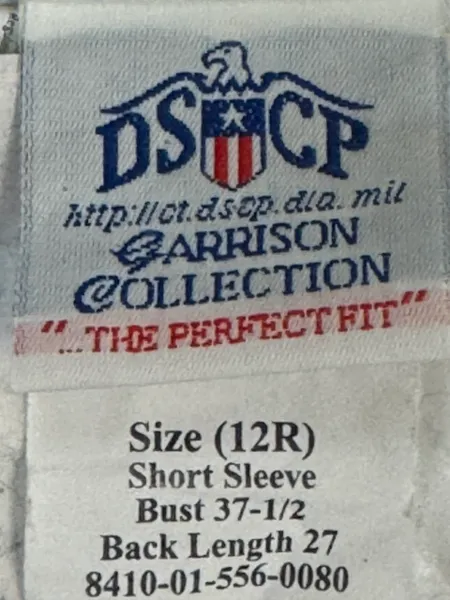 DSCP
http://ct.dscp.dla.mil
GARRISON
COLLECTION
"...THE PERFECT FIT"
Size (12R)
Short Sleeve
Bust 37-1/2
Back Length 27
8410-01-556-0080